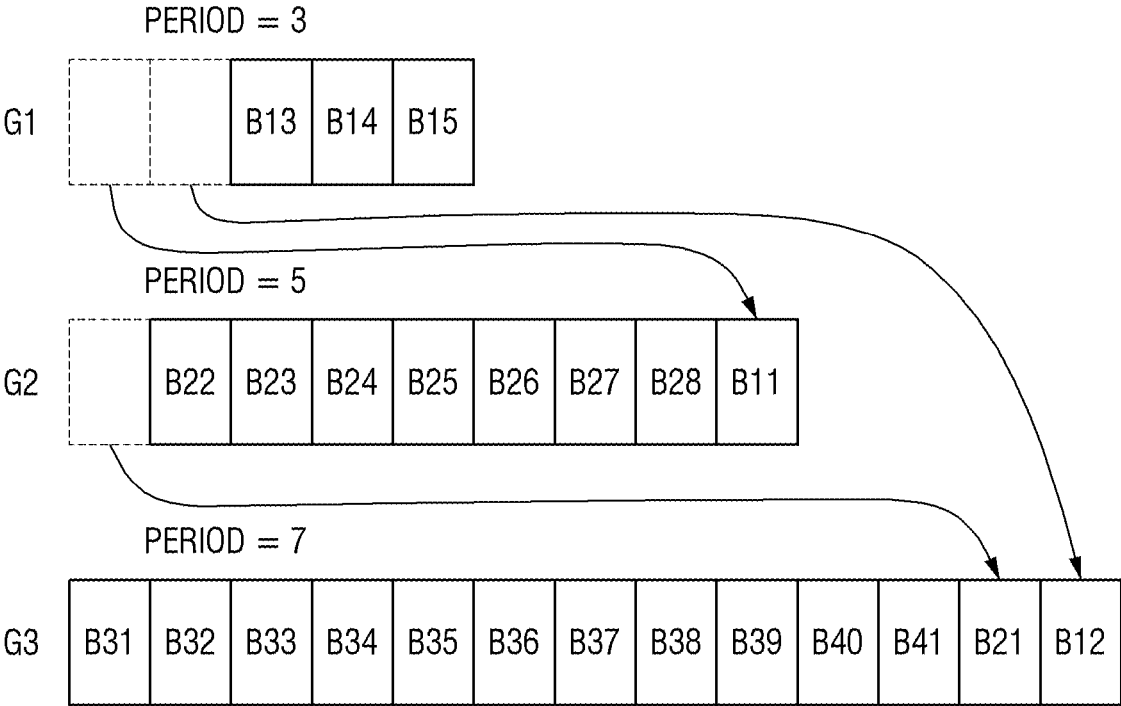 PERIOD = 3
G1 B13 B14 B15
PERIOD = 5
G2 B22 B23 B24 B25 B26 B27 B28 B11
PERIOD = 7
G3 B31 B32 B33 B34 B35 B36 B37 B38 B39 B40 B41 B21 B12